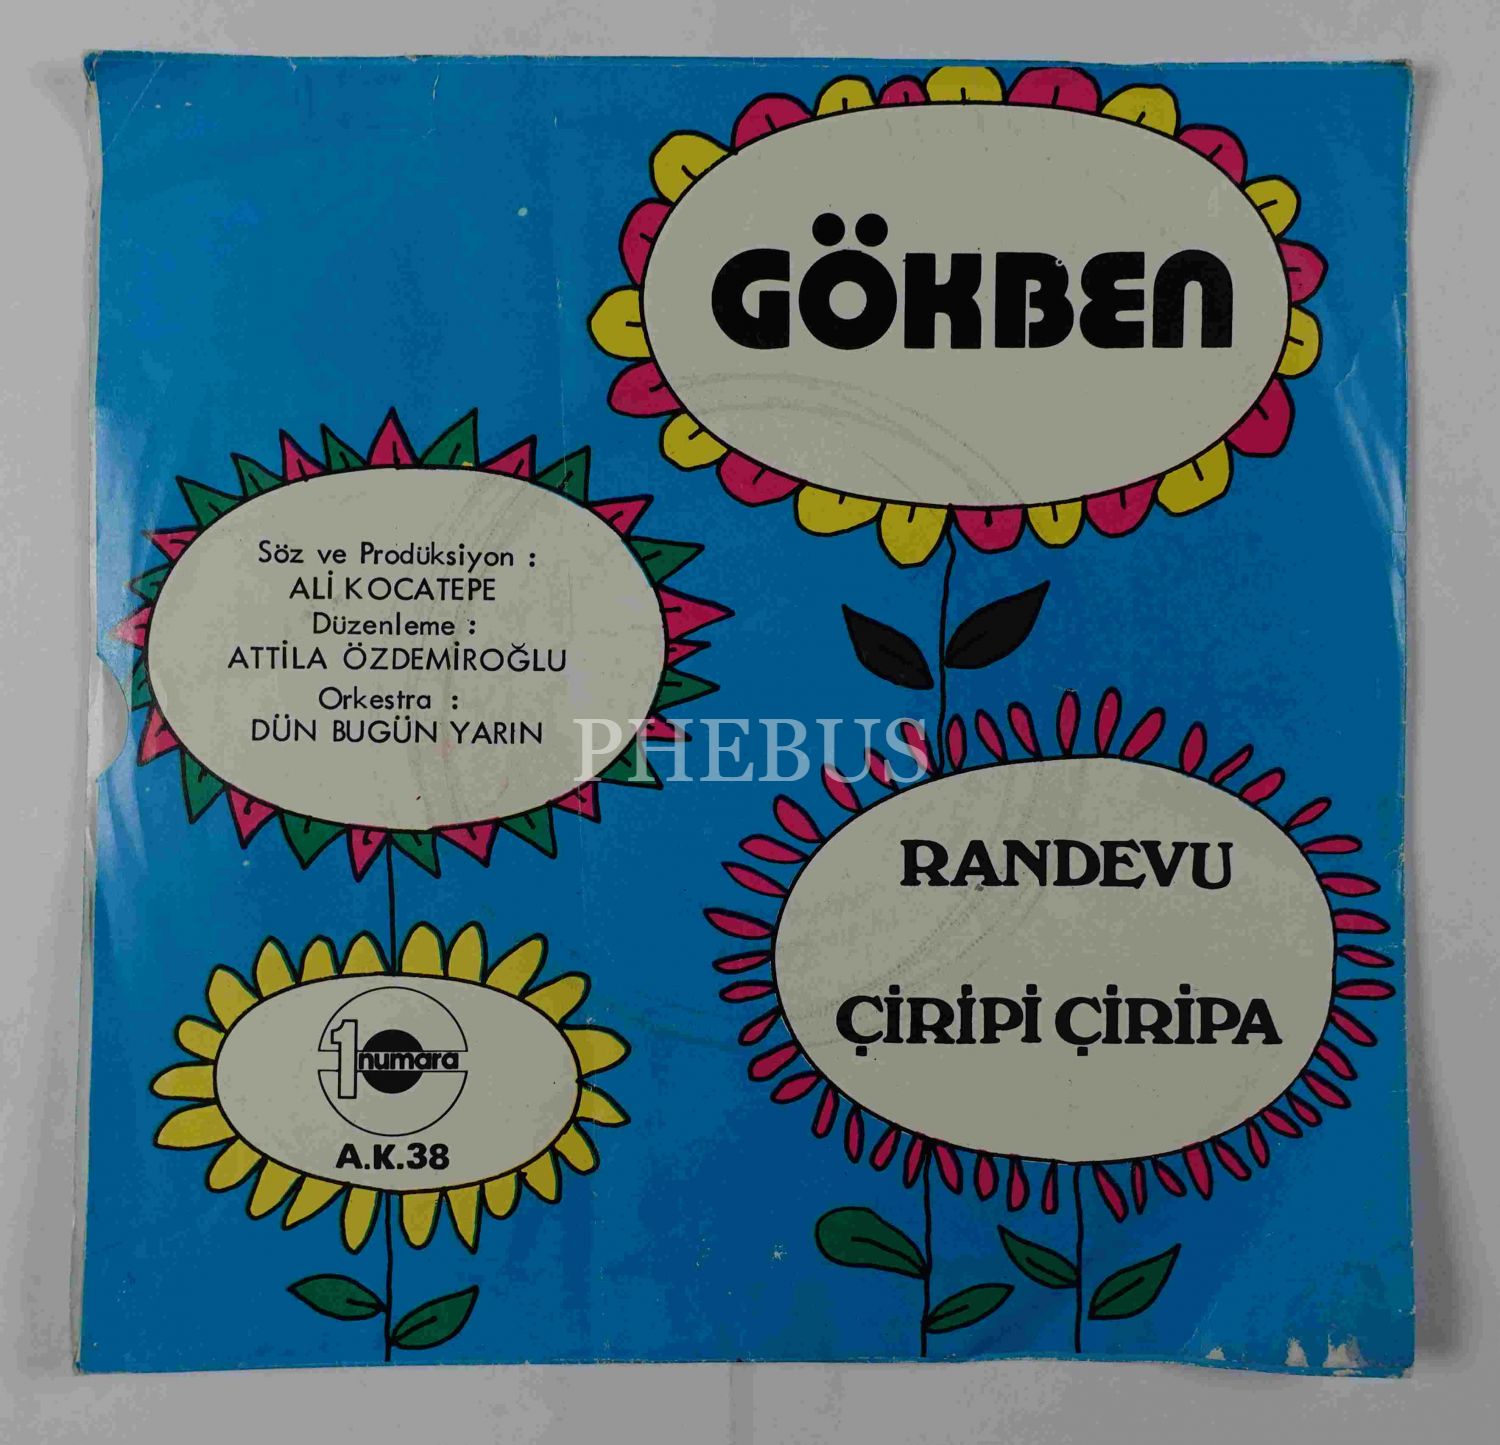 GÖKBEN
Söz ve Prodüksiyon :
ALİ KOCATEPE
Düzenleme :
ATTİLA ÖZDEMİROĞLU
Orkestra :
DÜN BUGÜN YARIN
PHEBUS
RANDEVU
ÇİRİPİ ÇİRİPA
1 numara
A.K.38